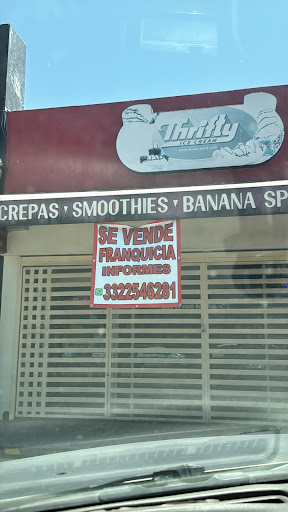 Thrifty
ICE CREAM
CREPAS • SMOOTHIES • BANANA SP
SE VENDE
FRANQUICIA
INFORMES
3322546281